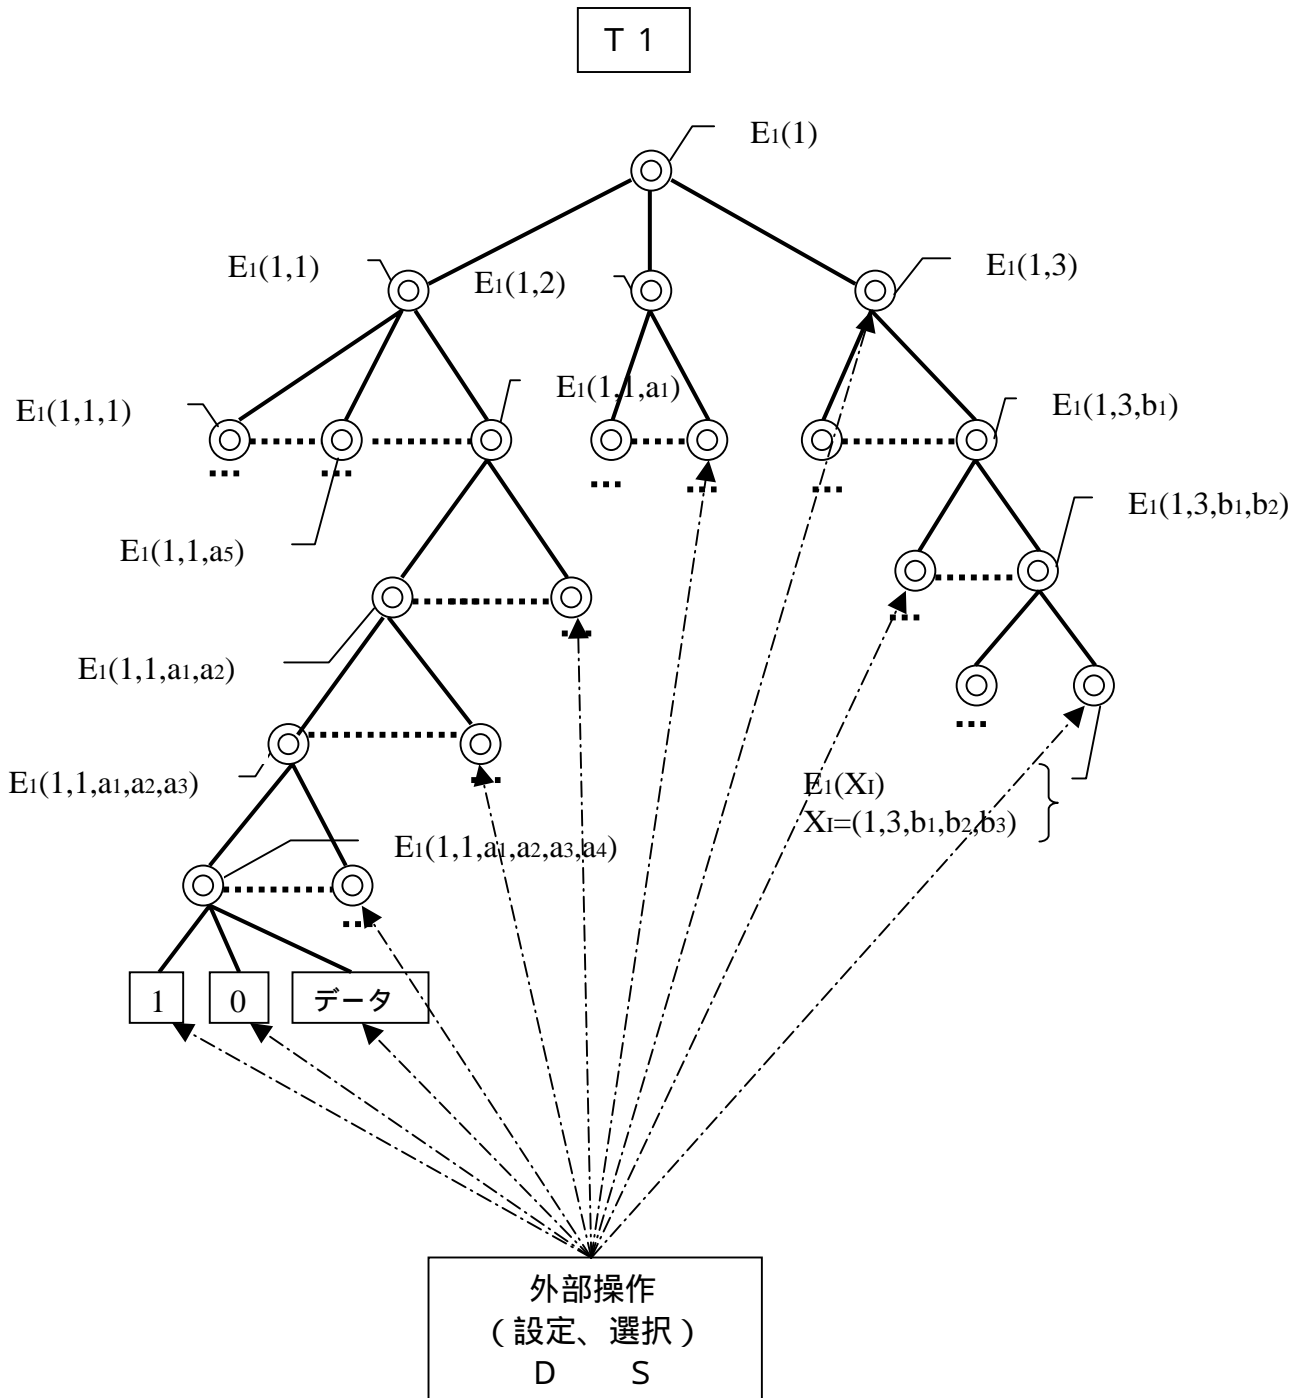 T 1
E1(1)
E1(1,1)
E1(1,2)
E1(1,3)
E1(1,1,1)
E1(1,1,a1)
E1(1,3,b1)
E1(1,3,b1,b2)
E1(1,1,a5)
E1(1,1,a1,a2)
E1(1,1,a1,a2,a3)
E1(XI)
XI=(1,3,b1,b2,b3)
E1(1,1,a1,a2,a3,a4)
1
0
データ
外部操作
(設定、選択)
D S